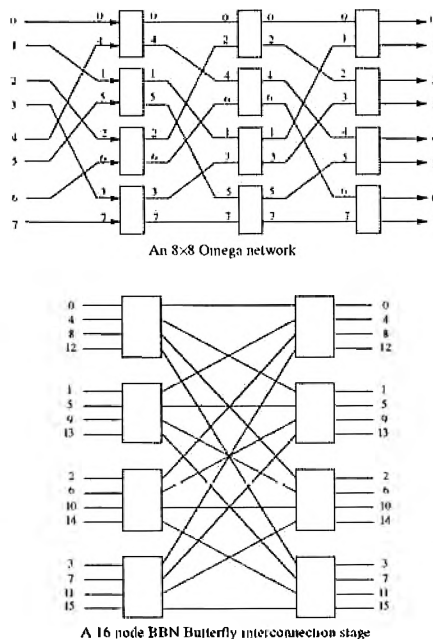 0 0 0 0 0 0
1 4 4 2 2 1
2 1 1 4 4 2
3 5 5 6 6 3
4 2 2 1 1 4
5 6 6 3 3 5
6 3 3 5 5 6
7 7 7 7 7 7
An 8×8 Omega network
0 0
4 4
8 8
12 12
1 1
5 5
9 9
13 13
2 2
6 6
10 10
14 14
3 3
7 7
11 11
15 15
A 16 node BBN Butterfly interconnection stage